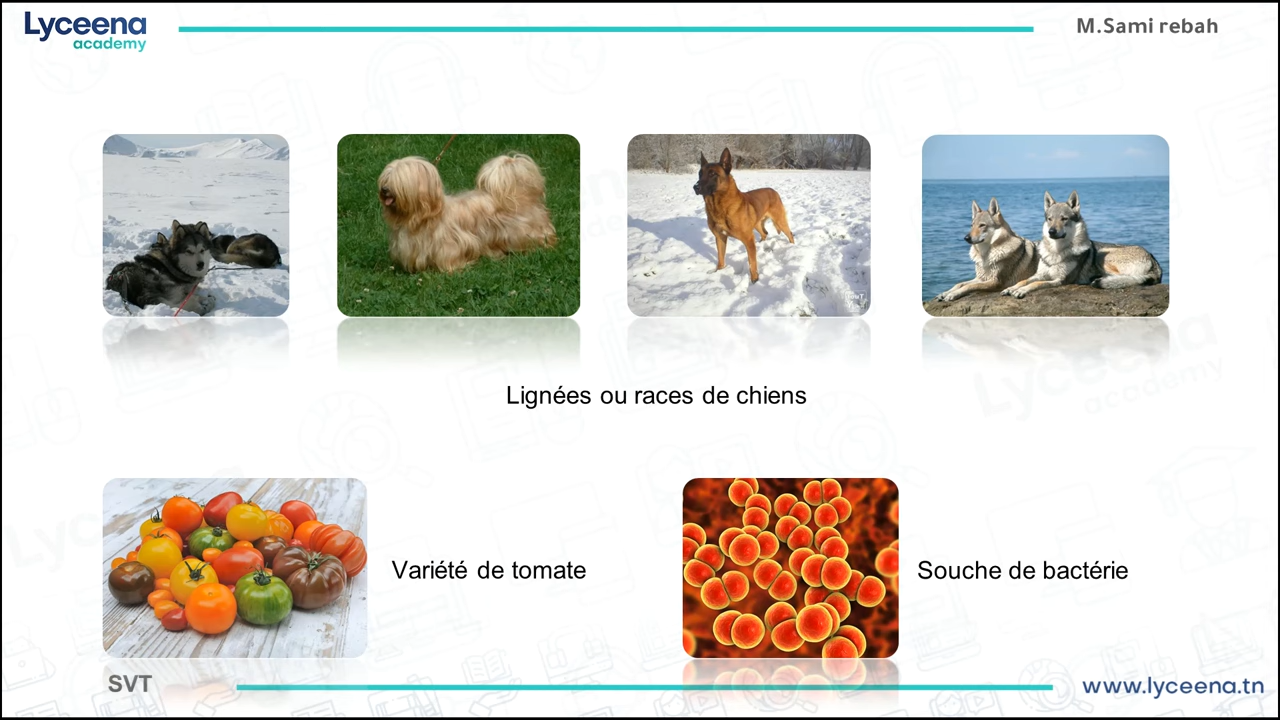 Lyceena
academy
M.Sami rebah
Lignées ou races de chiens
Variété de tomate
Souche de bactérie
SVT
www.lyceena.tn